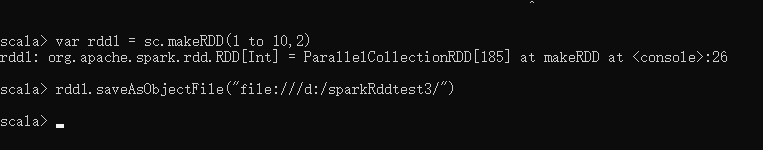 scala> var rdd1 = sc.makeRDD(1 to 10,2)
rdd1: org.apache.spark.rdd.RDD[Int] = ParallelCollectionRDD[185] at makeRDD at <console>:26
scala> rdd1.saveAsObjectFile("file:///d:/sparkRddtest3/")
scala>